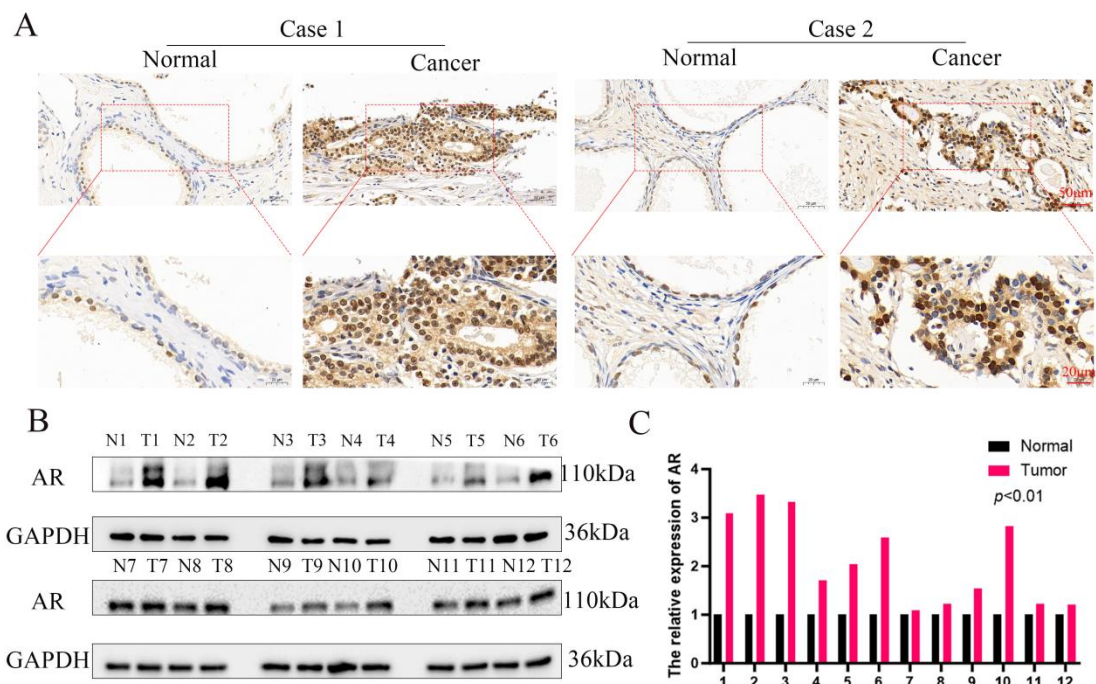 A
Case 1
Case 2
Normal
Cancer
Normal
Cancer
50μm
20μm
B
N1 T1 N2 T2 N3 T3 N4 T4 N5 T5 N6 T6
AR
110kDa
GAPDH
36kDa
N7 T7 N8 T8 N9 T9 N10 T10 N11 T11 N12 T12
AR
110kDa
GAPDH
36kDa
C
Normal
Tumor
p<0.01
The relative expression of AR
4
3
2
1
0
1 2 3 4 5 6 7 8 9 10 11 12